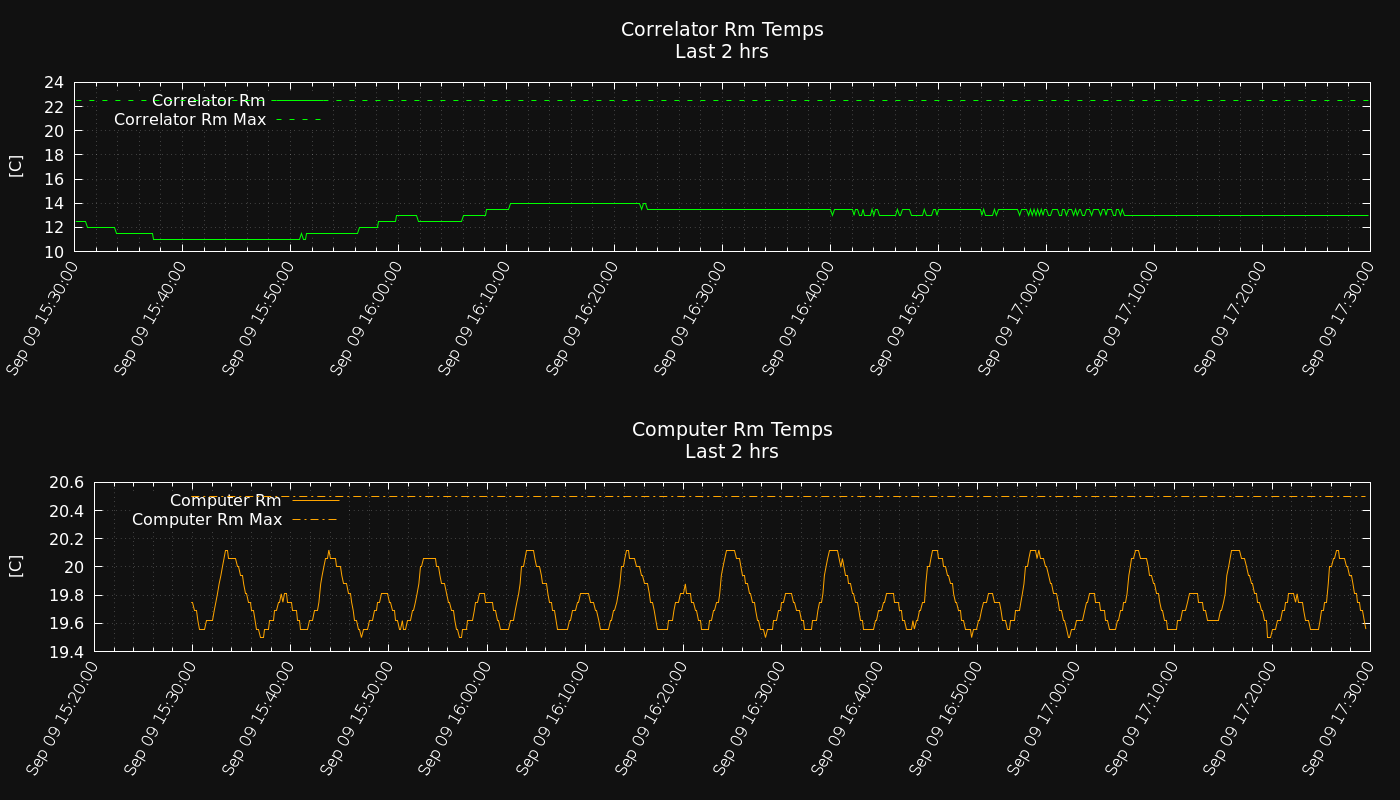 Correlator Rm Temps
Last 2 hrs
24
22
20
18
16
14
12
10
[C]
Correlator Rm
Correlator Rm Max
Sep 09 15:30:00
Sep 09 15:40:00
Sep 09 15:50:00
Sep 09 16:00:00
Sep 09 16:10:00
Sep 09 16:20:00
Sep 09 16:30:00
Sep 09 16:40:00
Sep 09 16:50:00
Sep 09 17:00:00
Sep 09 17:10:00
Sep 09 17:20:00
Sep 09 17:30:00
Computer Rm Temps
Last 2 hrs
20.6
20.4
20.2
20
19.8
19.6
19.4
[C]
Computer Rm
Computer Rm Max
Sep 09 15:20:00
Sep 09 15:30:00
Sep 09 15:40:00
Sep 09 15:50:00
Sep 09 16:00:00
Sep 09 16:10:00
Sep 09 16:20:00
Sep 09 16:30:00
Sep 09 16:40:00
Sep 09 16:50:00
Sep 09 17:00:00
Sep 09 17:10:00
Sep 09 17:20:00
Sep 09 17:30:00